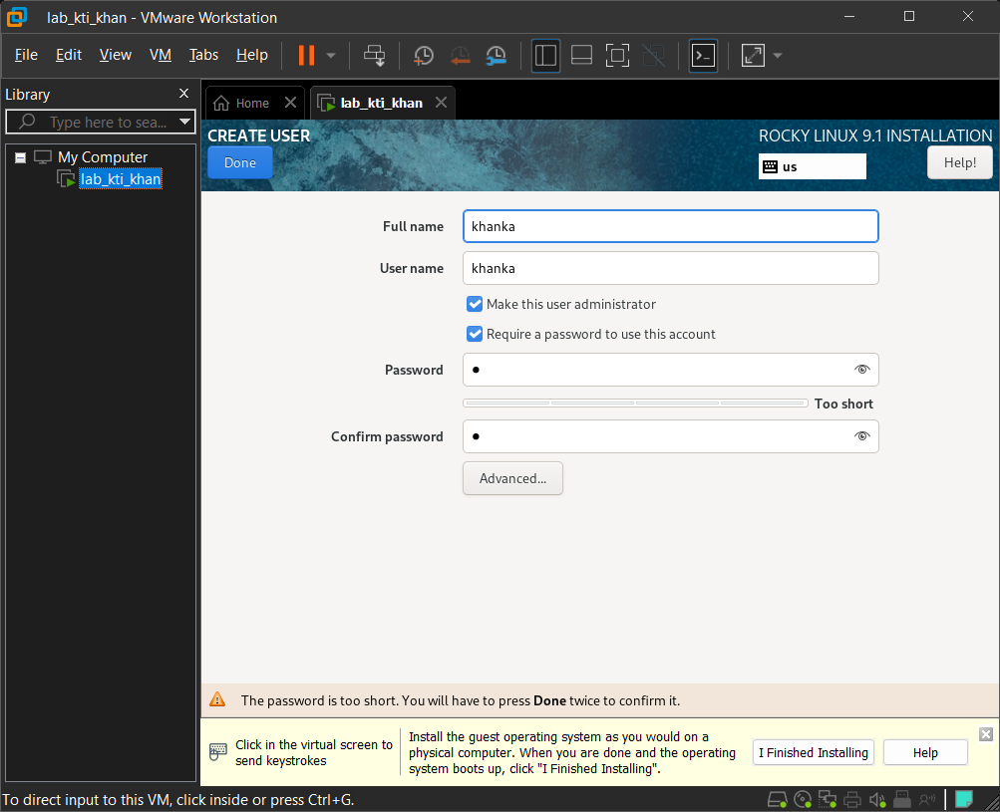 lab_kti_khan - VMware Workstation
File Edit View VM Tabs Help
Library
Type here to sea...
My Computer
lab_kti_khan
Home
lab_kti_khan
CREATE USER
ROCKY LINUX 9.1 INSTALLATION
Done
us
Help!
Full name
khanka
User name
khanka
Make this user administrator
Require a password to use this account
Password
Too short
Confirm password
Advanced...
The password is too short. You will have to press Done twice to confirm it.
Click in the virtual screen to
send keystrokes
Install the guest operating system as you would on a
physical computer. When you are done and the operating
system boots up, click "I Finished Installing".
I Finished Installing
Help
To direct input to this VM, click inside or press Ctrl+G.